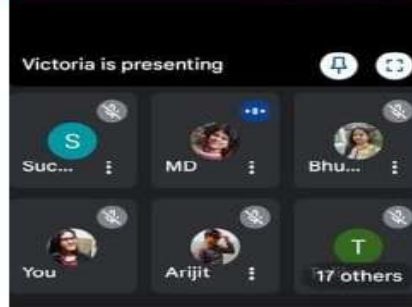 Victoria is presenting
S
Suc...
MD
Bhu...
You
Arijit
T
17 others